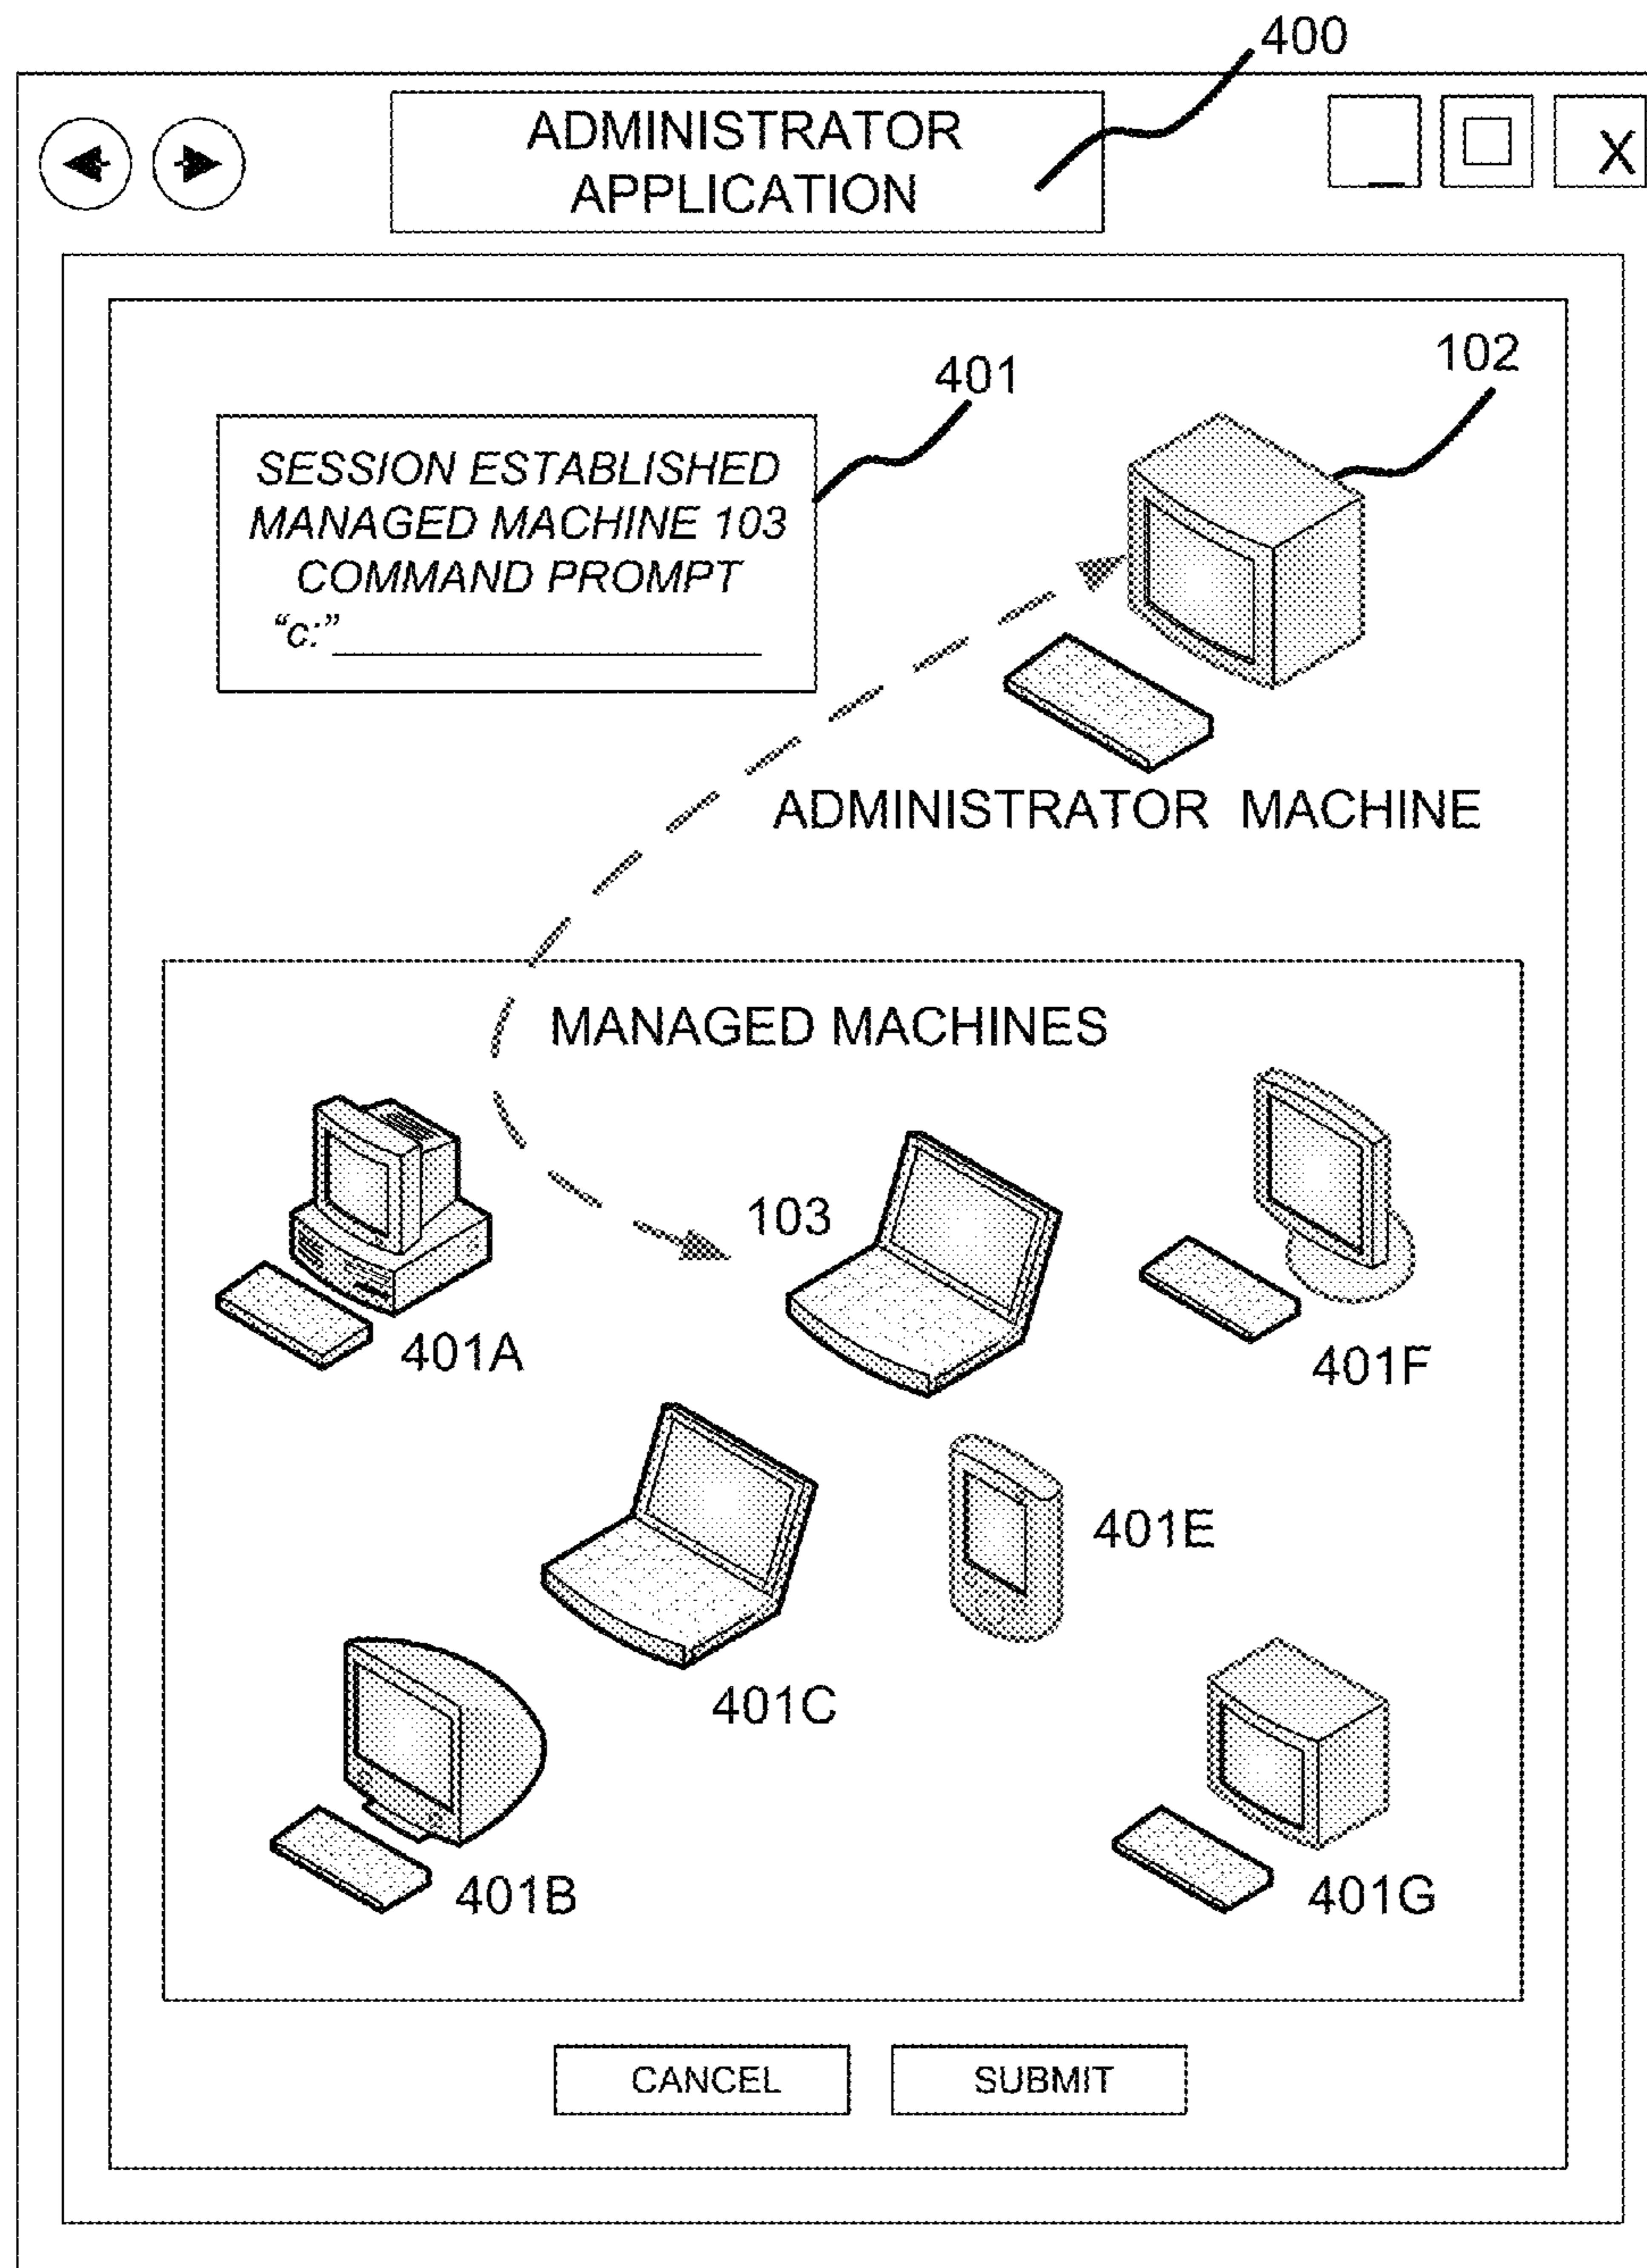 400
ADMINISTRATOR
APPLICATION
X
401
102
SESSION ESTABLISHED
MANAGED MACHINE 103
COMMAND PROMPT
“c:”
ADMINISTRATOR MACHINE
MANAGED MACHINES
103
401A
401F
401E
401C
401B
401G
CANCEL
SUBMIT